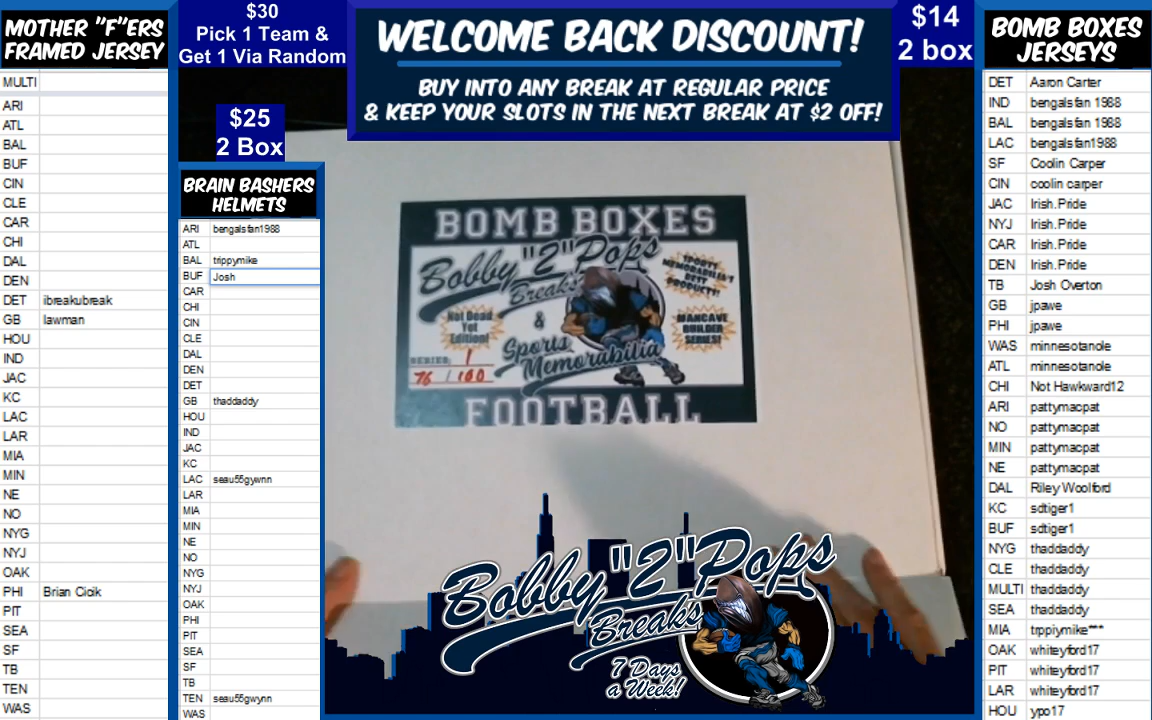 MOTHER "F"ERS
FRAMED JERSEY
MULTI
ARI
ATL
BAL
BUF
CIN
CLE
CAR
CHI
DAL
DEN
DET ibreakubreak
GB lawman
HOU
IND
JAC
KC
LAC
LAR
MIA
MIN
NE
NO
NYG
NYJ
OAK
PHI Brian Cicik
PIT
SEA
SF
TB
TEN
WAS
$30
Pick 1 Team &
Get 1 Via Random
$25
2 Box
BRAIN BASHERS
HELMETS
ARI bengalsfan1988
ATL
BAL trippymike
BUF Josh
CAR
CHI
CIN
CLE
DAL
DEN
DET
GB thaddaddy
HOU
IND
JAC
KC
LAC seau55gywnn
LAR
MIA
MIN
NE
NO
NYG
NYJ
OAK
PHI
PIT
SEA
SF
TB
TEN seau55gwynn
WAS
WELCOME BACK DISCOUNT!
BUY INTO ANY BREAK AT REGULAR PRICE
& KEEP YOUR SLOTS IN THE NEXT BREAK AT $2 OFF!
BOMB BOXES
Bobby "2" Pops
Breaks
SPORTS
MEMORABILIA'S
BEST
PRODUCT!
Not Dead
Yet
Edition!
&
MANCAVE
BUILDER
SERIES!
Sports
Memorabilia
SERIES: 1
76 / 100
FOOTBALL
Bobby "2" Pops
Breaks
7 Days
a Week!
$14
2 box
BOMB BOXES
JERSEYS
DET Aaron Carter
IND bengalsfan 1988
BAL bengalsfan 1988
LAC bengalsfan1988
SF Coolin Carper
CIN coolin carper
JAC Irish.Pride
NYJ Irish.Pride
CAR Irish.Pride
DEN Irish.Pride
TB Josh Overton
GB jpawe
PHI jpawe
WAS minnesotanole
ATL minnesotanole
CHI Not Hawkward12
ARI pattymacpat
NO pattymacpat
MIN pattymacpat
NE pattymacpat
DAL Riley Woolford
KC sdtiger1
BUF sdtiger1
NYG thaddaddy
CLE thaddaddy
MULTI thaddaddy
SEA thaddaddy
MIA trppiymike***
OAK whiteyford17
PIT whiteyford17
LAR whiteyford17
HOU ypo17